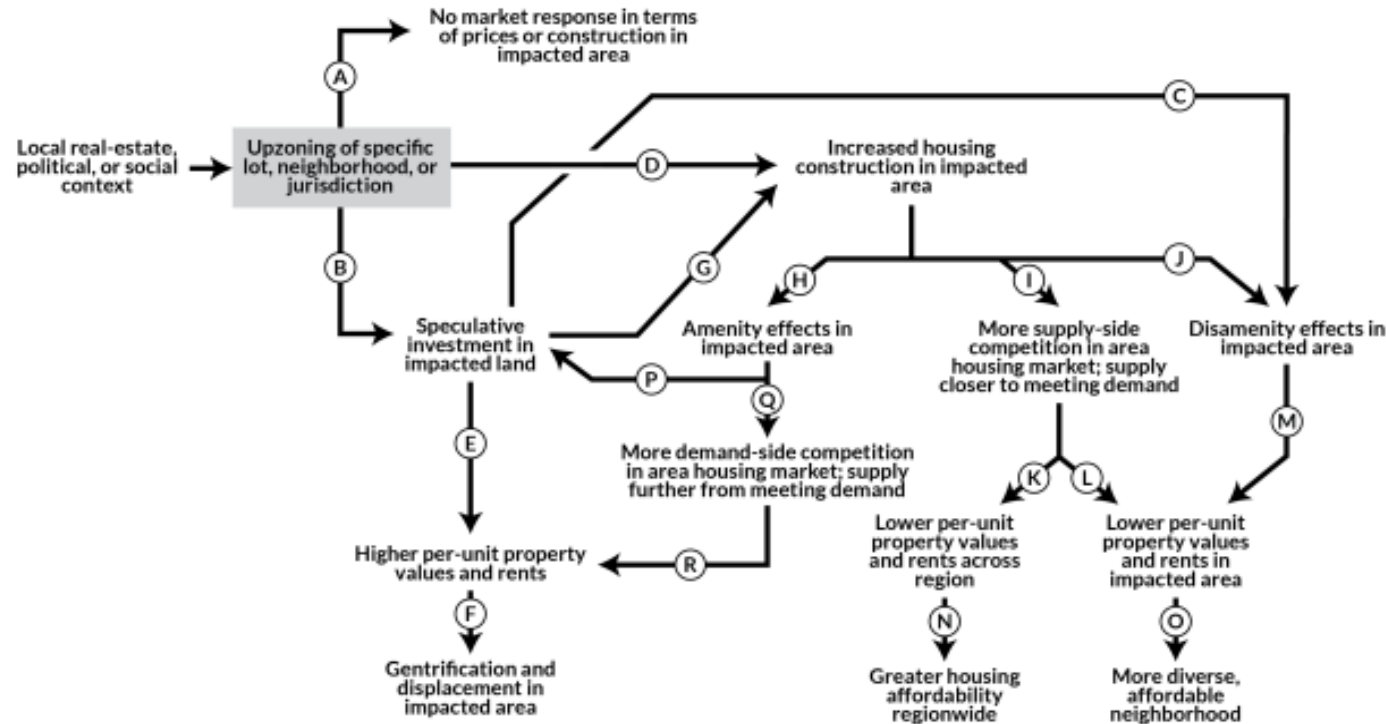 No market response in terms
of prices or construction in
impacted area
A
C
Local real-estate,
political, or social
context
Upzoning of specific
lot, neighborhood, or
jurisdiction
D
Increased housing
construction in impacted
area
B
G
H
I
J
Speculative
investment in
impacted land
Amenity effects in
impacted area
More supply-side
competition in area
housing market; supply
closer to meeting demand
Disamenity effects in
impacted area
P
Q
E
M
More demand-side competition
in area housing market; supply
further from meeting demand
K
L
Higher per-unit property
values and rents
R
Lower per-unit
property values
and rents across
region
Lower per-unit
property values
and rents in
impacted area
F
N
O
Gentrification and
displacement in
impacted area
Greater housing
affordability
regionwide
More diverse,
affordable
neighborhood